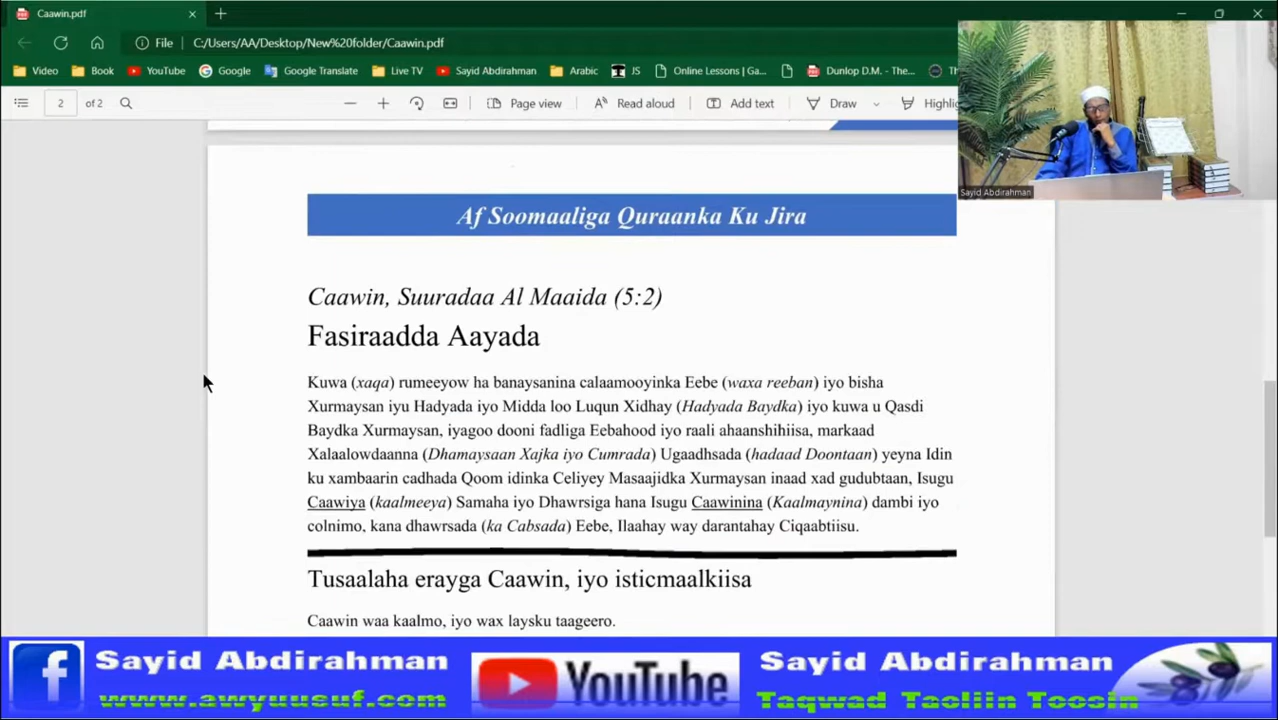 Caawin.pdf
File
C:/Users/AA/Desktop/New%20folder/Caawin.pdf
Video
Book
YouTube
Google
Google Translate
Live TV
Sayid Abdirahman
Arabic
JS
Online Lessons | Ga...
Dunlop D.M. - The...
2 of 2
Page view
Read aloud
Add text
Draw
Sayid Abdirahman
Af Soomaaliga Quraanka Ku Jira
Caawin, Suuradaa Al Maaida (5:2)
Fasiraadda Aayada
Kuwa (xaqa) rumeeyow ha banaysanina calaamooyinka Eebe (waxa reeban) iyo bisha
Xurmaysan iyu Hadyada iyo Midda loo Luqun Xidhay (Hadyada Baydka) iyo kuwa u Qasdi
Baydka Xurmaysan, iyagoo dooni fadliga Eebahood iyo raali ahaanshihiisa, markaad
Xalaalowdaanna (Dhamaysaan Xajka iyo Cumrada) Ugaadhsada (hadaad Doontaan) yeyna Idin
ku xambaarin cadhada Qoom idinka Celiyey Masaajidka Xurmaysan inaad xad gudubtaan, Isugu
Caawiya (kaalmeeya) Samaha iyo Dhawrsiga hana Isugu Caawinina (Kaalmaynina) dambi iyo
colnimo, kana dhawrsada (ka Cabsada) Eebe, Ilaahay way darantahay Ciqaabtiisu.
Tusaalaha erayga Caawin, iyo isticmaalkiisa
Caawin waa kaalmo, iyo wax laysku taageero.
Sayid Abdirahman
www.awyuusuf.com
YouTube
Sayid Abdirahman
Taqwad Taoliin Toosin